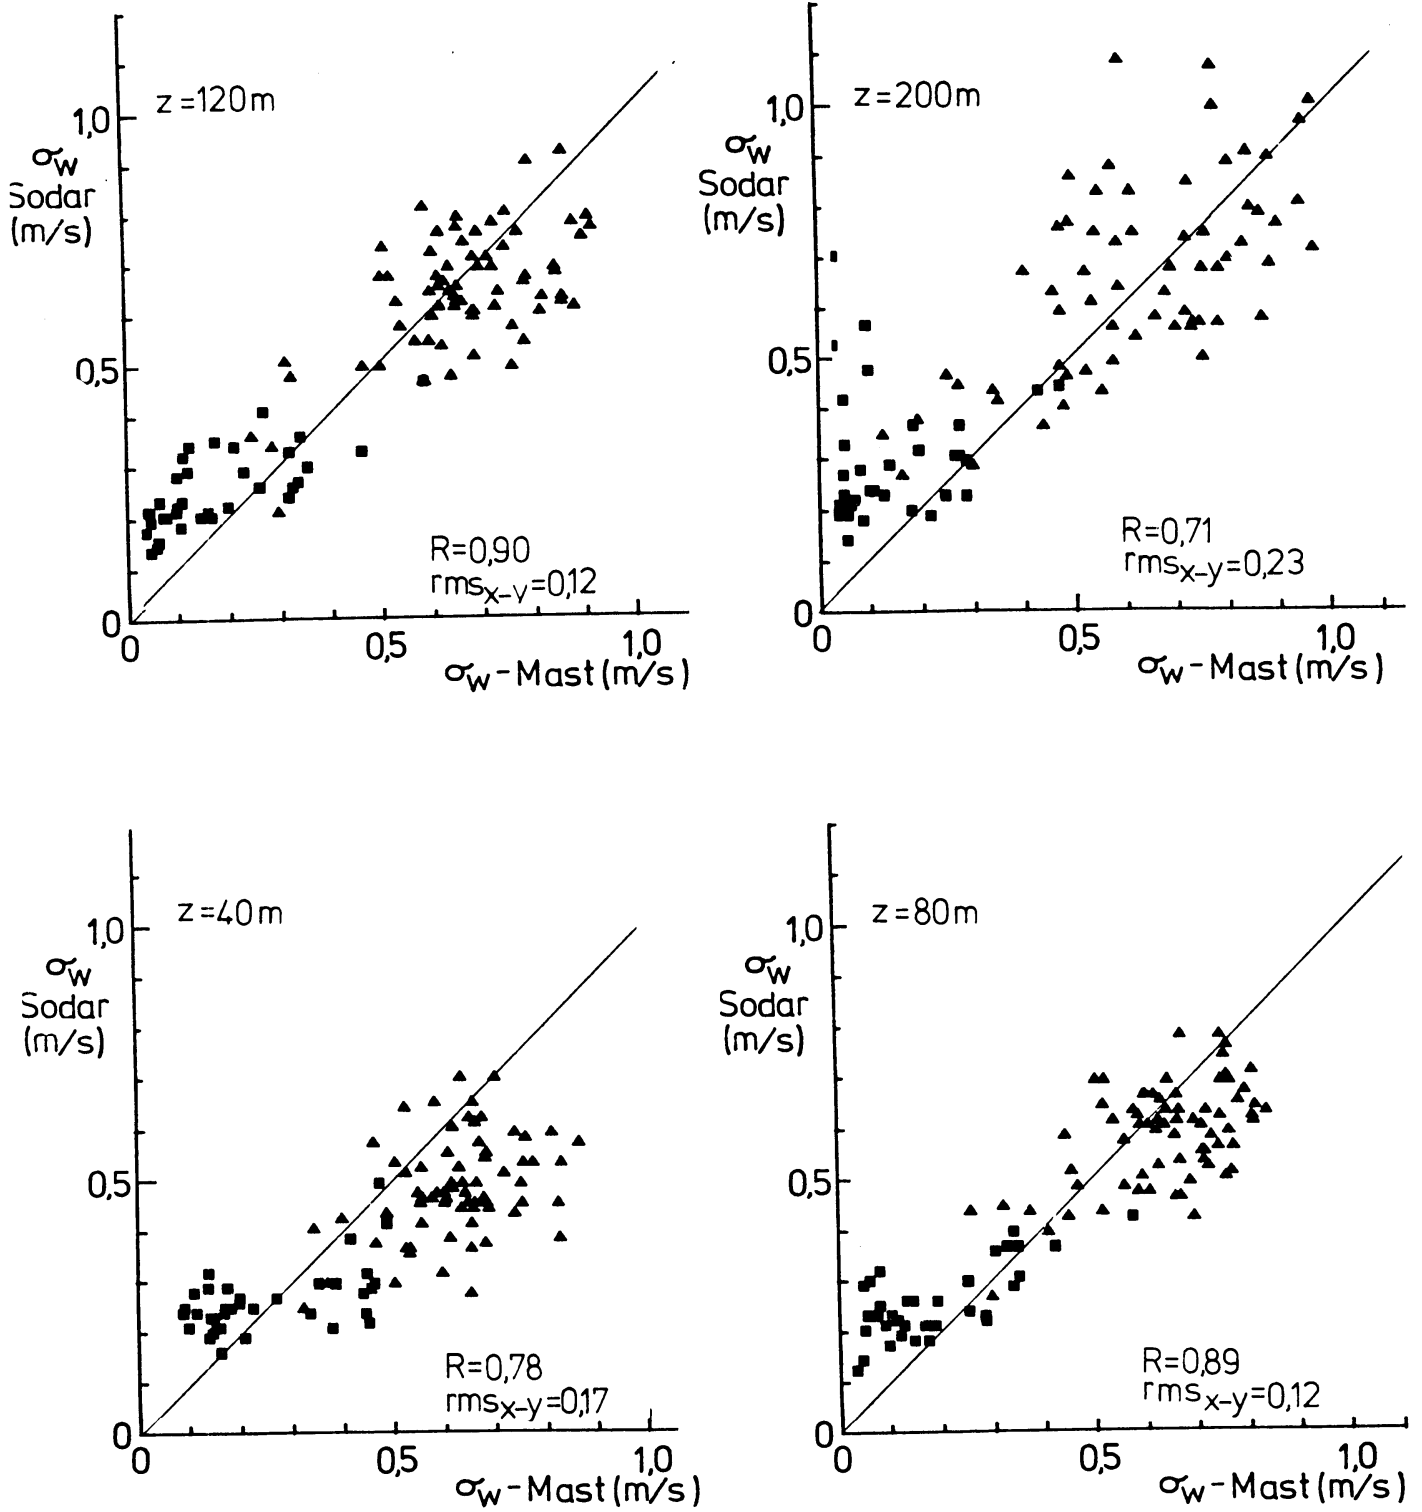 z=120m
1,0
σw
Sodar
(m/s)
0,5
R=0,90
rmsx-y=0,12
0
0
0,5
1,0
σw-Mast(m/s)
z=200m
1,0
σw
Sodar
(m/s)
0,5
R=0,71
rmsx-y=0,23
0
0
0,5
1,0
σw-Mast(m/s)
z=40m
1,0
σw
Sodar
(m/s)
0,5
R=0,78
rmsx-y=0,17
0
0
0,5
1,0
σw-Mast(m/s)
z=80m
1,0
σw
Sodar
(m/s)
0,5
R=0,89
rmsx-y=0,12
0
0
0,5
1,0
σw-Mast(m/s)